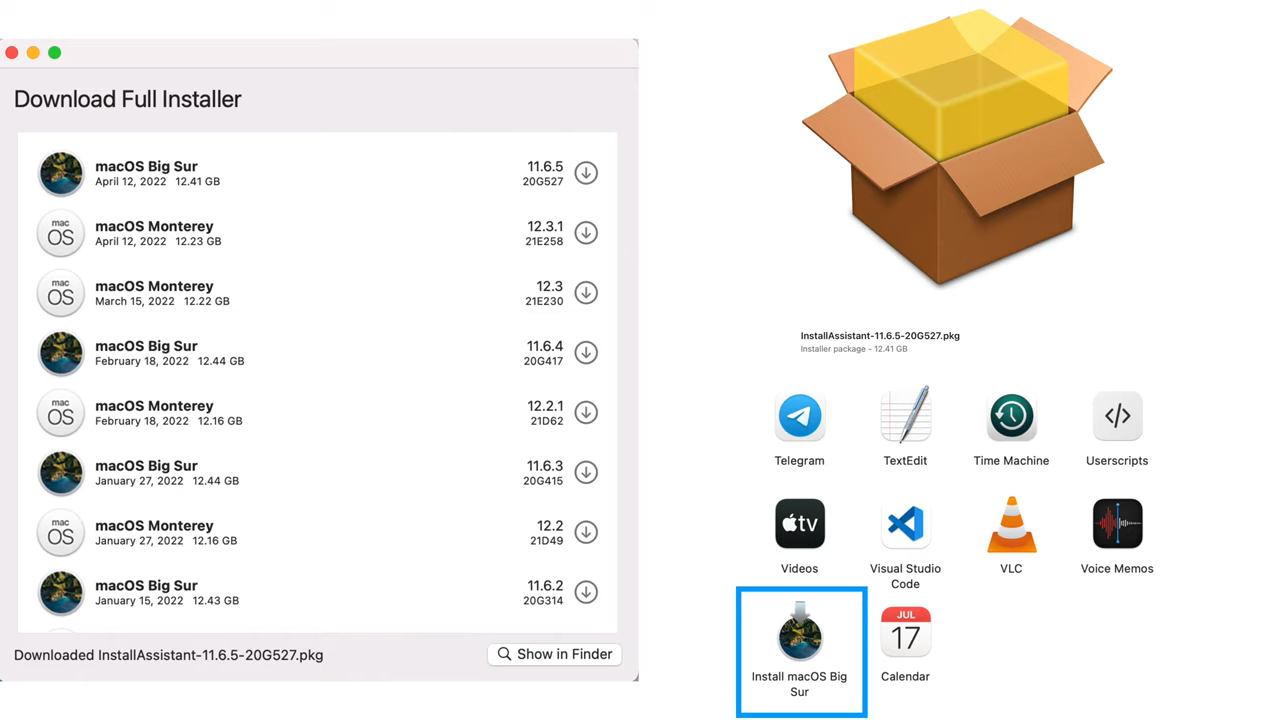 Download Full Installer
macOS Big Sur
April 12, 2022 12.41 GB
11.6.5
20G527
mac
OS
macOS Monterey
April 12, 2022 12.23 GB
12.3.1
21E258
mac
OS
macOS Monterey
March 15, 2022 12.22 GB
12.3
21E230
macOS Big Sur
February 18, 2022 12.44 GB
11.6.4
20G417
mac
OS
macOS Monterey
February 18, 2022 12.16 GB
12.2.1
21D62
macOS Big Sur
January 27, 2022 12.44 GB
11.6.3
20G415
mac
OS
macOS Monterey
January 27, 2022 12.16 GB
12.2
21D49
macOS Big Sur
January 15, 2022 12.43 GB
11.6.2
20G314
Downloaded InstallAssistant-11.6.5-20G527.pkg
Show in Finder
InstallAssistant-11.6.5-20G527.pkg
Installer package - 12.41 GB
Telegram
TextEdit
Time Machine
</>
Userscripts
tv
Videos
Visual Studio
Code
VLC
Voice Memos
Install macOS Big
Sur
JUL
17
Calendar